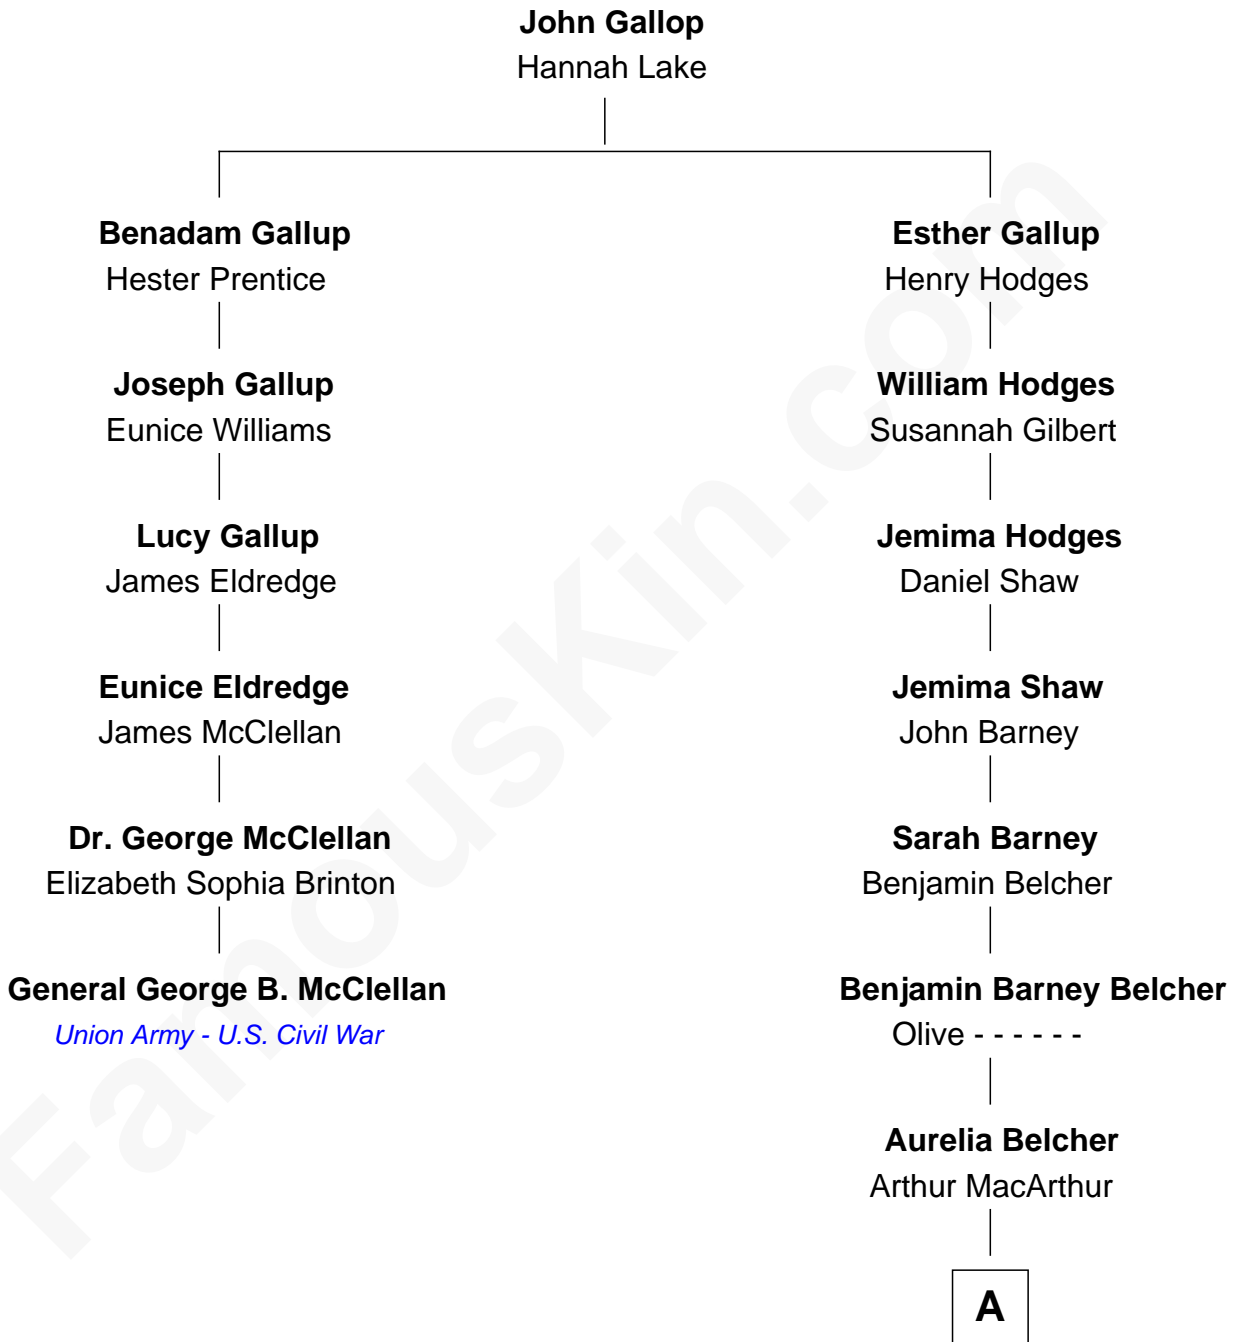 John Gallop
Hannah Lake
Benadam Gallup
Hester Prentice
Esther Gallup
Henry Hodges
Joseph Gallup
Eunice Williams
William Hodges
Susannah Gilbert
Lucy Gallup
James Eldredge
Jemima Hodges
Daniel Shaw
Eunice Eldredge
James McClellan
Jemima Shaw
John Barney
Dr. George McClellan
Elizabeth Sophia Brinton
Sarah Barney
Benjamin Belcher
General George B. McClellan
Union Army - U.S. Civil War
Benjamin Barney Belcher
Olive - - - - - -
Aurelia Belcher
Arthur MacArthur
A
FamousKin.com